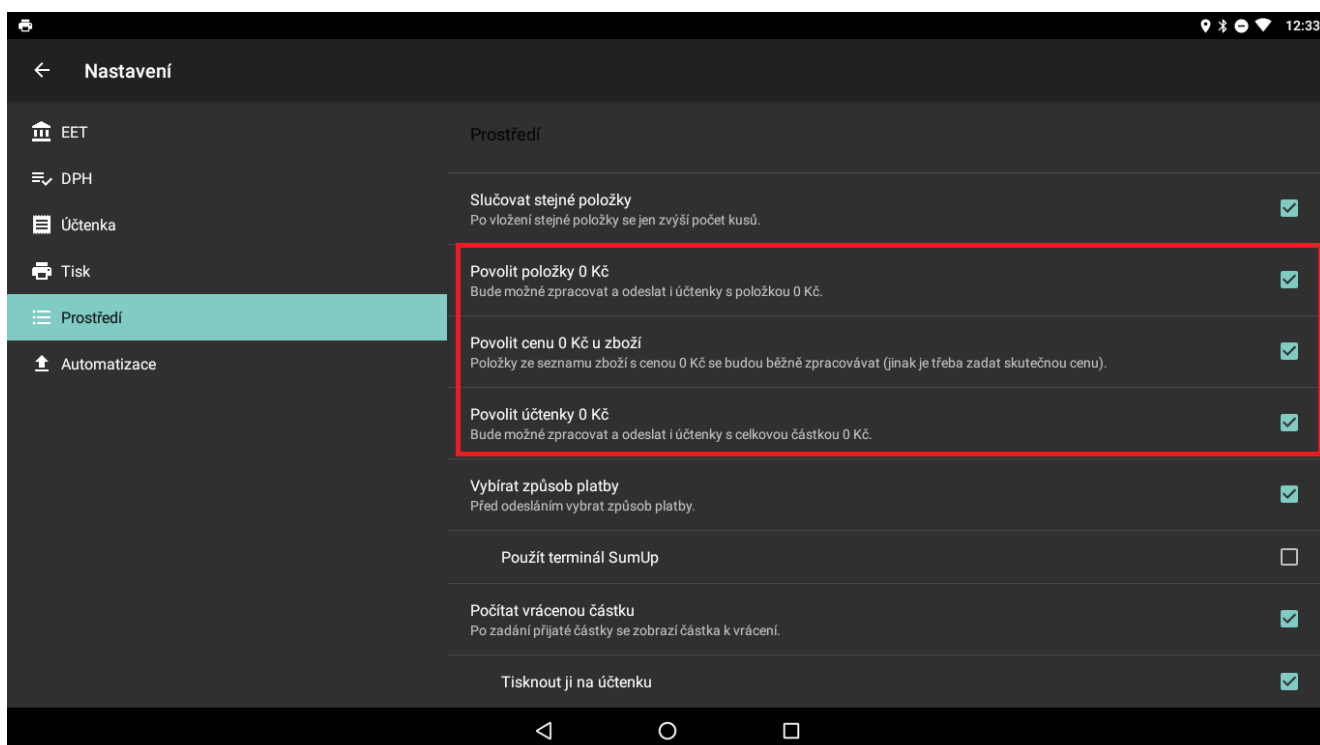 12:33
Nastavení
EET
DPH
Účtenka
Tisk
Prostředí
Automatizace
Prostředí
Slučovat stejné položky
Po vložení stejné položky se jen zvýší počet kusů.
Povolit položky 0 Kč
Bude možné zpracovat a odeslat i účtenky s položkou 0 Kč.
Povolit cenu 0 Kč u zboží
Položky ze seznamu zboží s cenou 0 Kč se budou běžně zpracovávat (jinak je třeba zadat skutečnou cenu).
Povolit účtenky 0 Kč
Bude možné zpracovat a odeslat i účtenky s celkovou částkou 0 Kč.
Vybírat způsob platby
Před odesláním vybrat způsob platby.
Použít terminál SumUp
Počítat vrácenou částku
Po zadání přijaté částky se zobrazí částka k vrácení.
Tisknout ji na účtenku